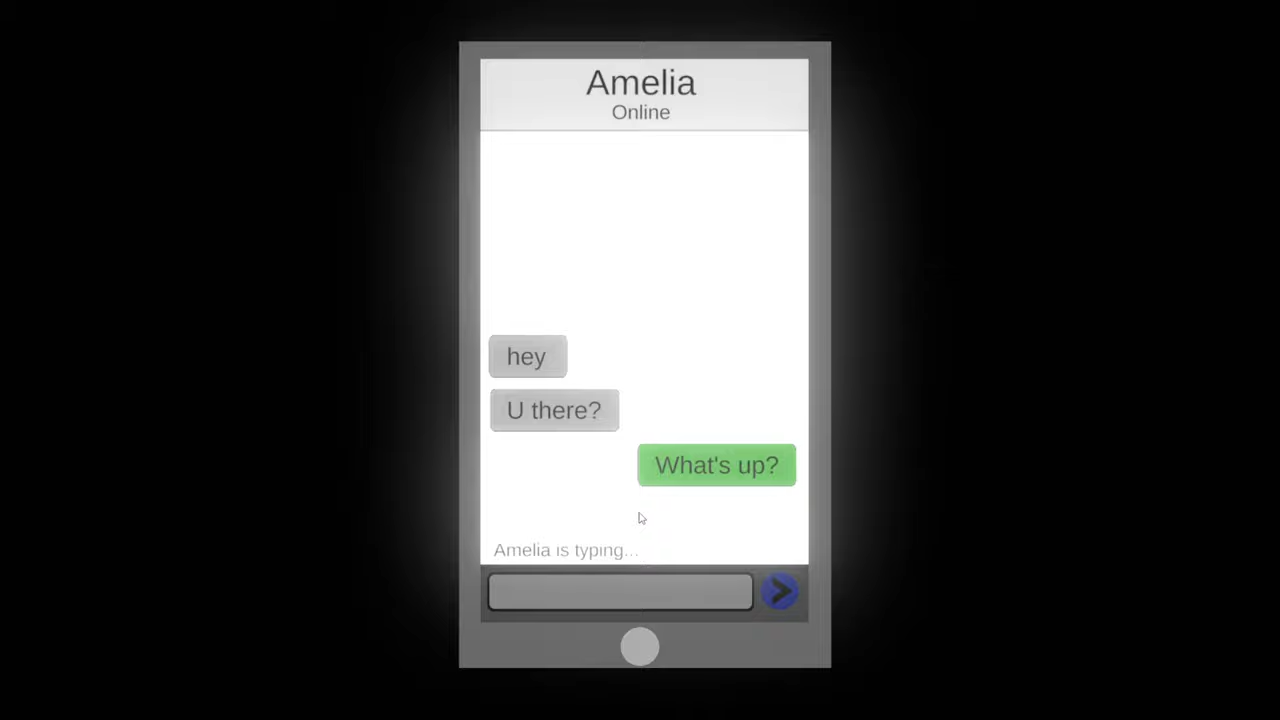 Amelia
Online
hey
U there?
What's up?
Amelia is typing...